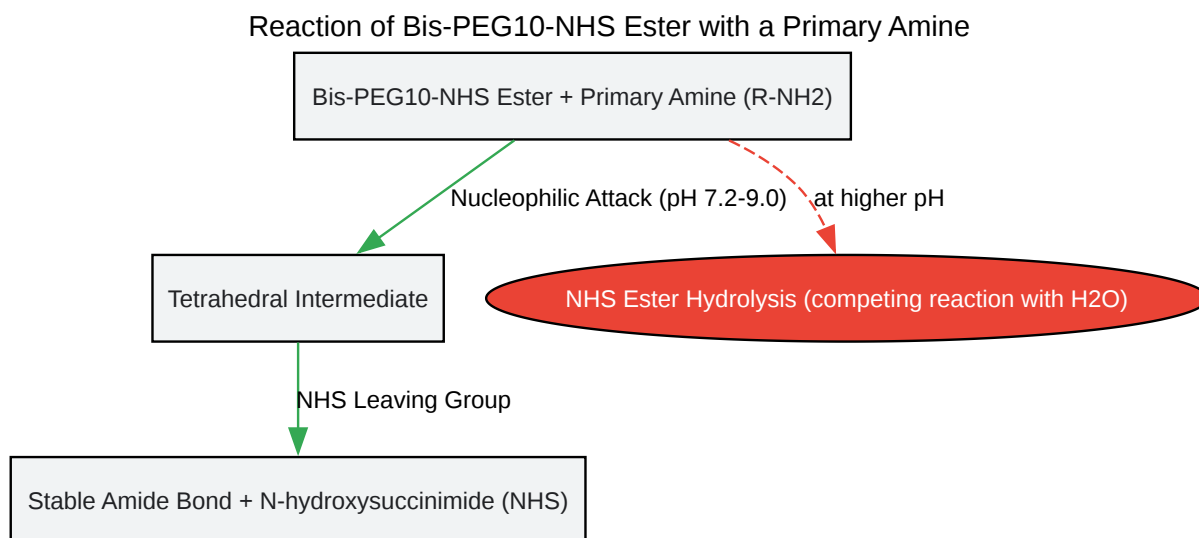 Reaction of Bis-PEG10-NHS Ester with a Primary Amine
Bis-PEG10-NHS Ester + Primary Amine (R-NH2)
Nucleophilic Attack (pH 7.2-9.0)
at higher pH
Tetrahedral Intermediate
NHS Ester Hydrolysis (competing reaction with H2O)
NHS Leaving Group
Stable Amide Bond + N-hydroxysuccinimide (NHS)